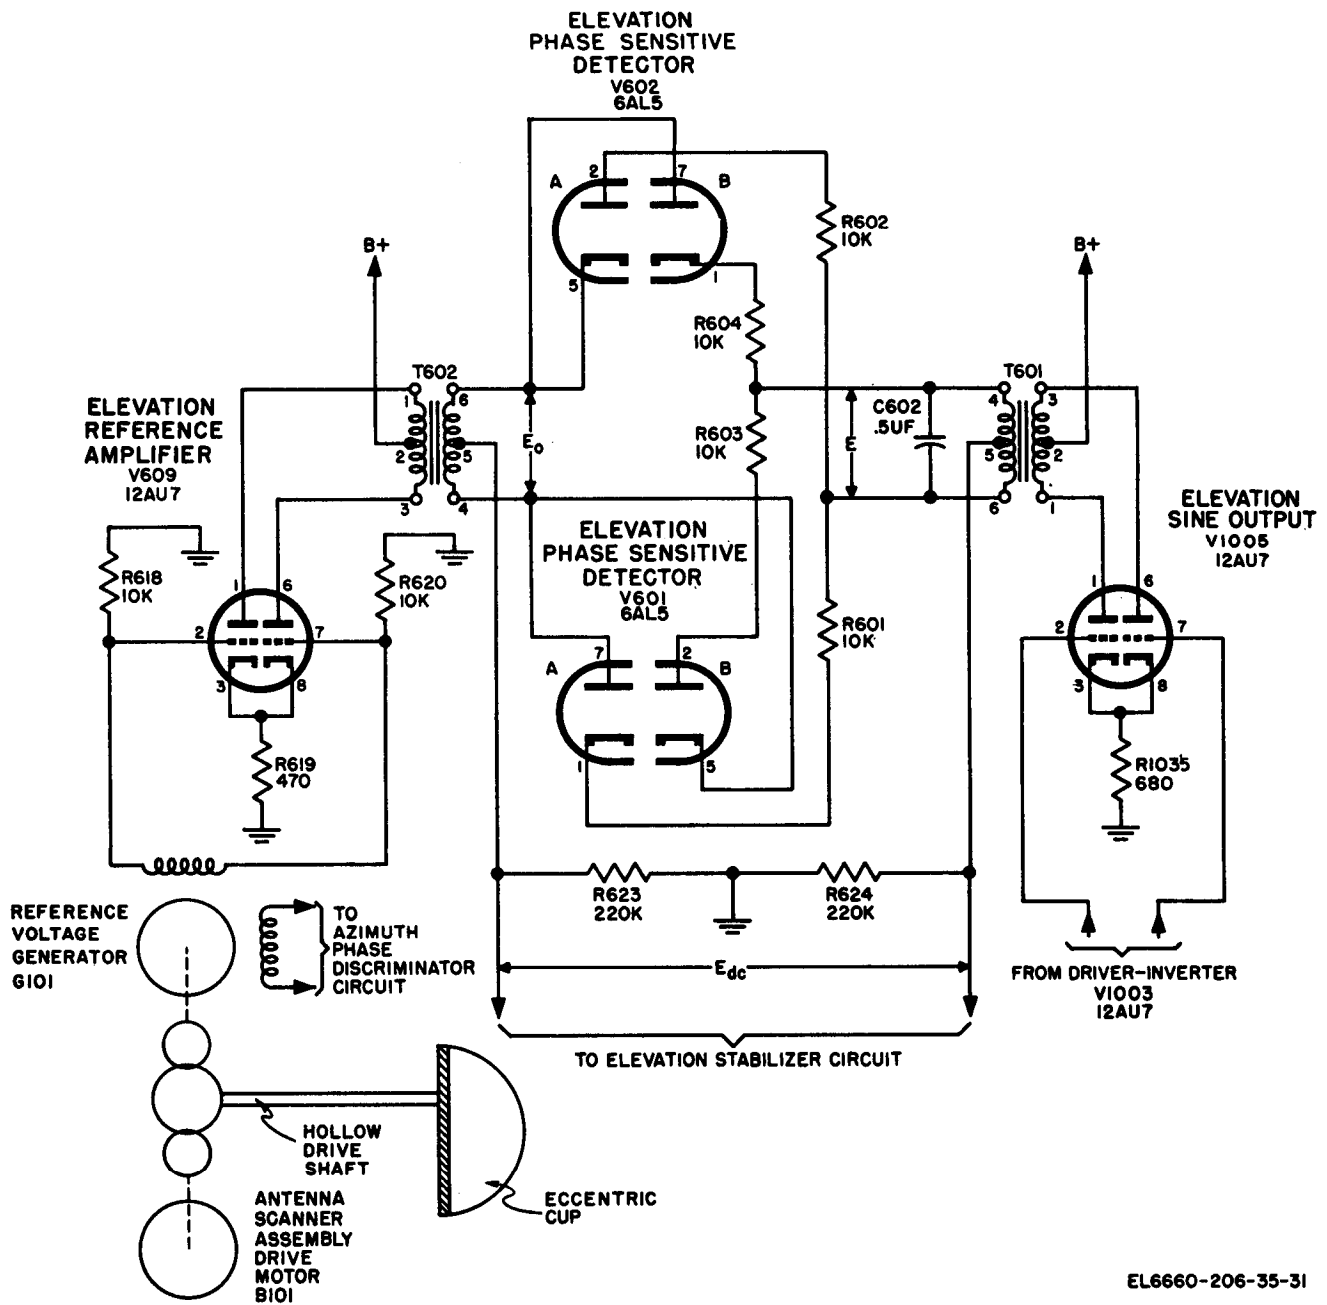 ELEVATION
PHASE SENSITIVE
DETECTOR
V602
6AL5
A
2
7
B
5
1
R602
10K
B+
B+
R604
10K
T602
1
6
2
5
3
4
E₀
R603
10K
E
C602
.5UF
T601
4
3
5
2
6
1
ELEVATION
REFERENCE
AMPLIFIER
V609
12AU7
R618
10K
R620
10K
1
6
2
7
3
8
R619
470
ELEVATION
PHASE SENSITIVE
DETECTOR
V601
6AL5
A
7
2
B
1
5
R601
10K
ELEVATION
SINE OUTPUT
V1005
12AU7
1
6
2
7
3
8
R1035
680
R623
220K
R624
220K
Edc
TO ELEVATION STABILIZER CIRCUIT
FROM DRIVER-INVERTER
V1003
12AU7
REFERENCE
VOLTAGE
GENERATOR
G101
TO
AZIMUTH
PHASE
DISCRIMINATOR
CIRCUIT
HOLLOW
DRIVE
SHAFT
ECCENTRIC
CUP
ANTENNA
SCANNER
ASSEMBLY
DRIVE
MOTOR
B101
EL6660-206-35-31